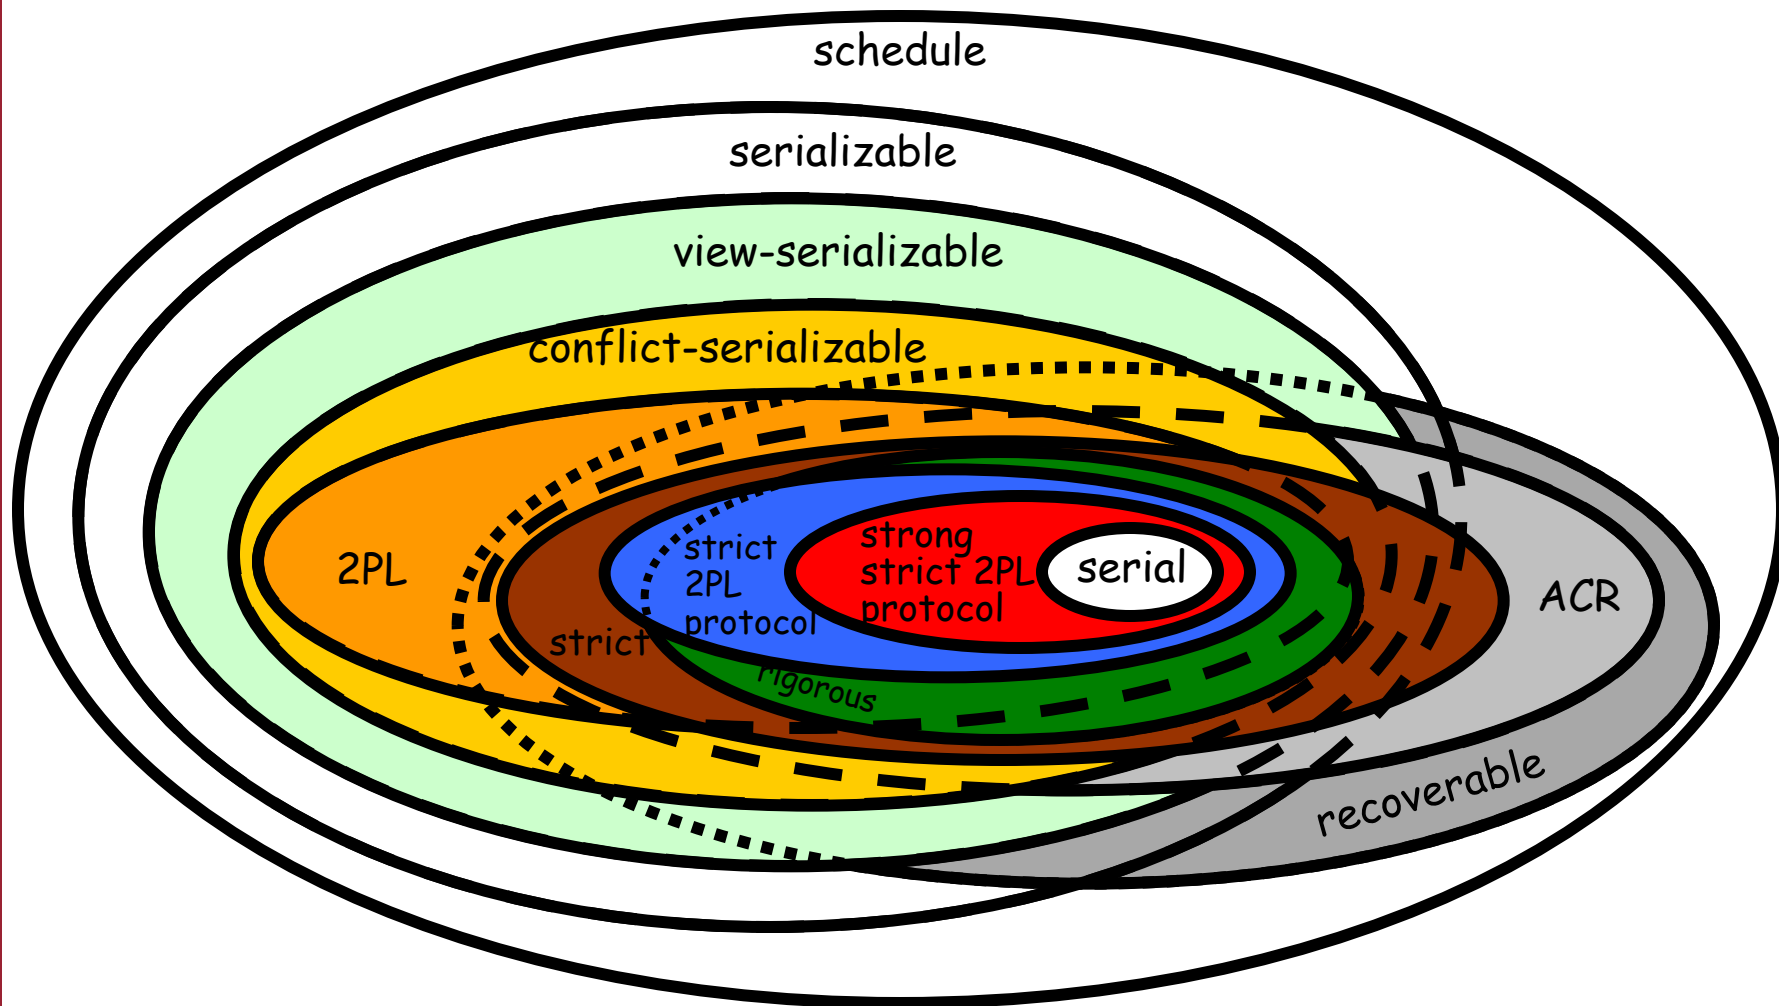 schedule
serializable
view-serializable
conflict-serializable
2PL
strict
2PL
protocol
strong
strict 2PL
protocol
serial
ACR
strict
rigorous
recoverable